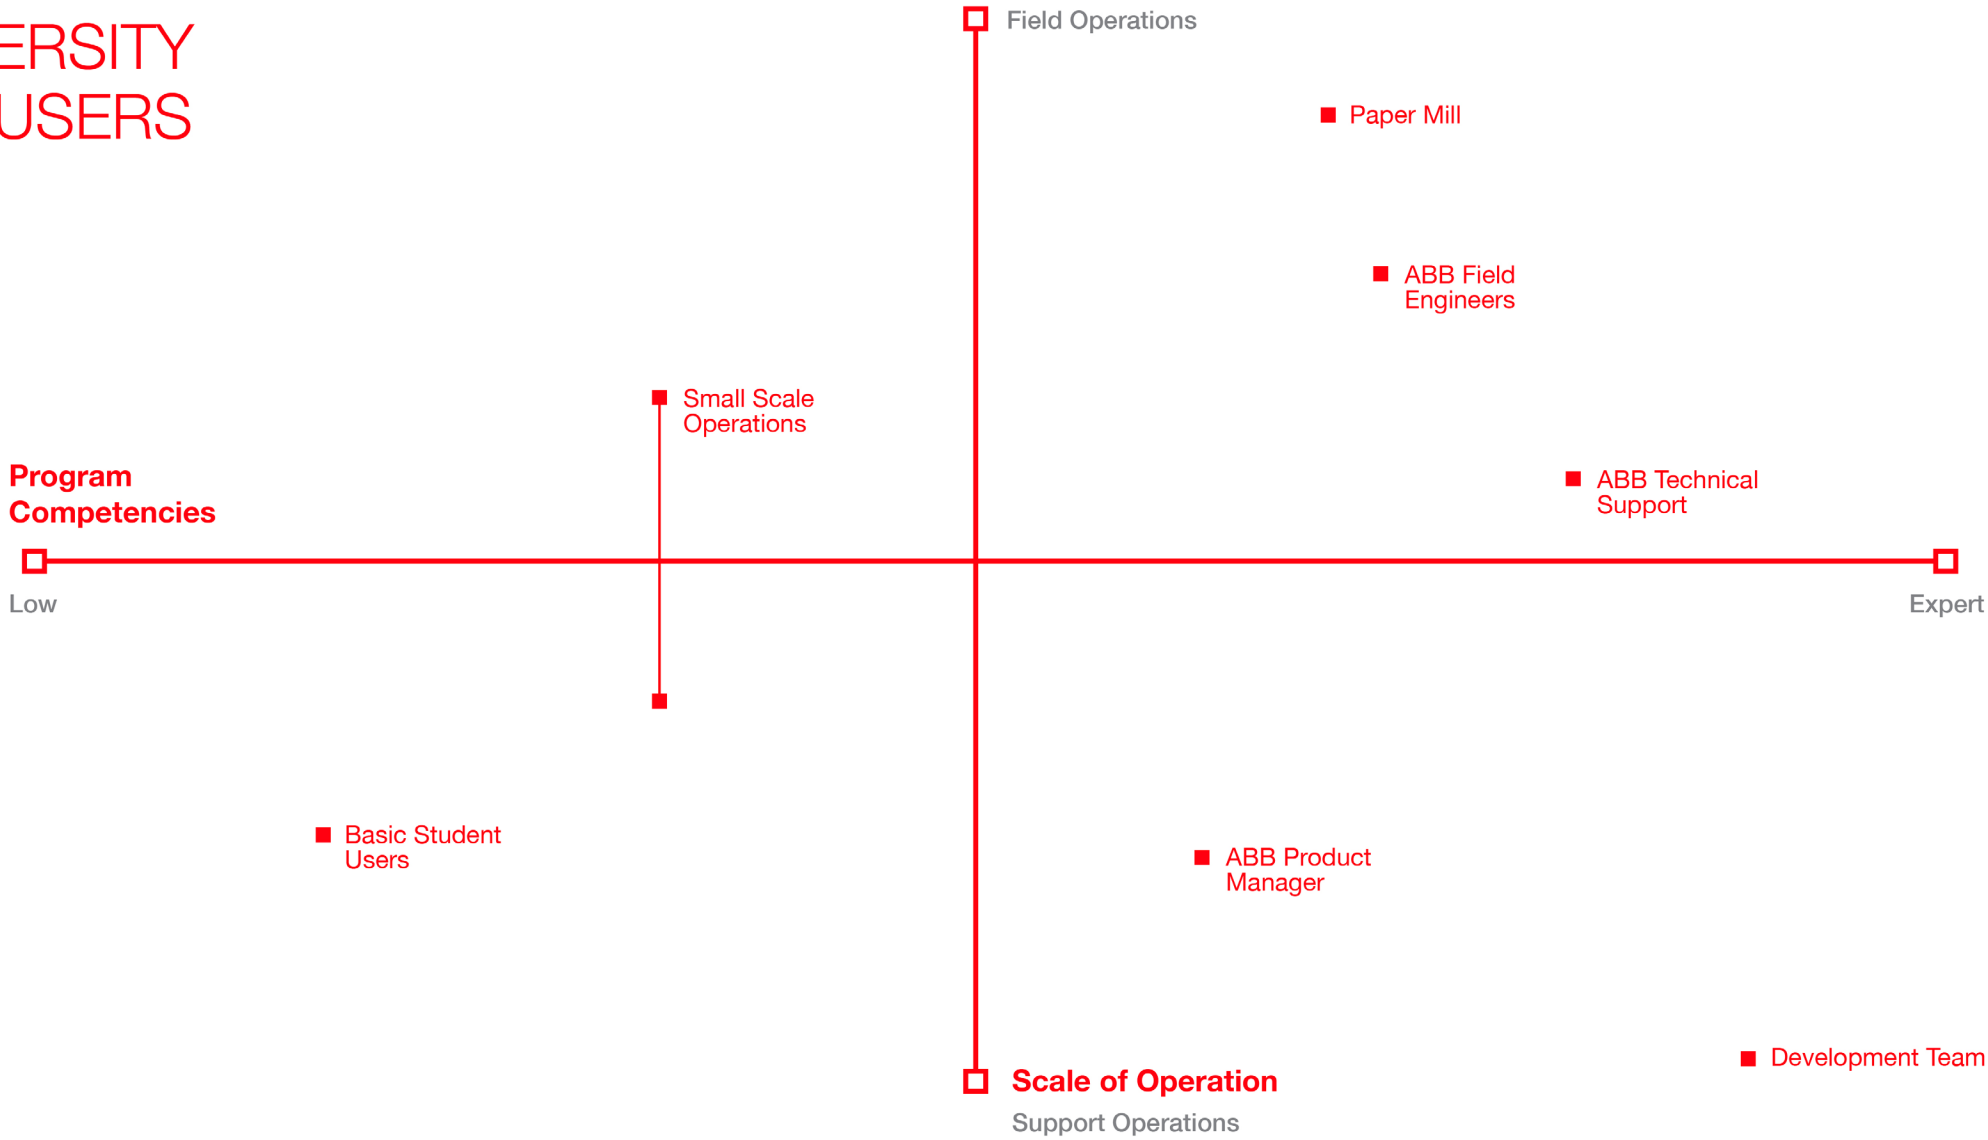 ERSITY
USERS
Field Operations
Paper Mill
ABB Field
Engineers
Small Scale
Operations
Program
Competencies
ABB Technical
Support
Low
Expert
Basic Student
Users
ABB Product
Manager
Development Team
Scale of Operation
Support Operations